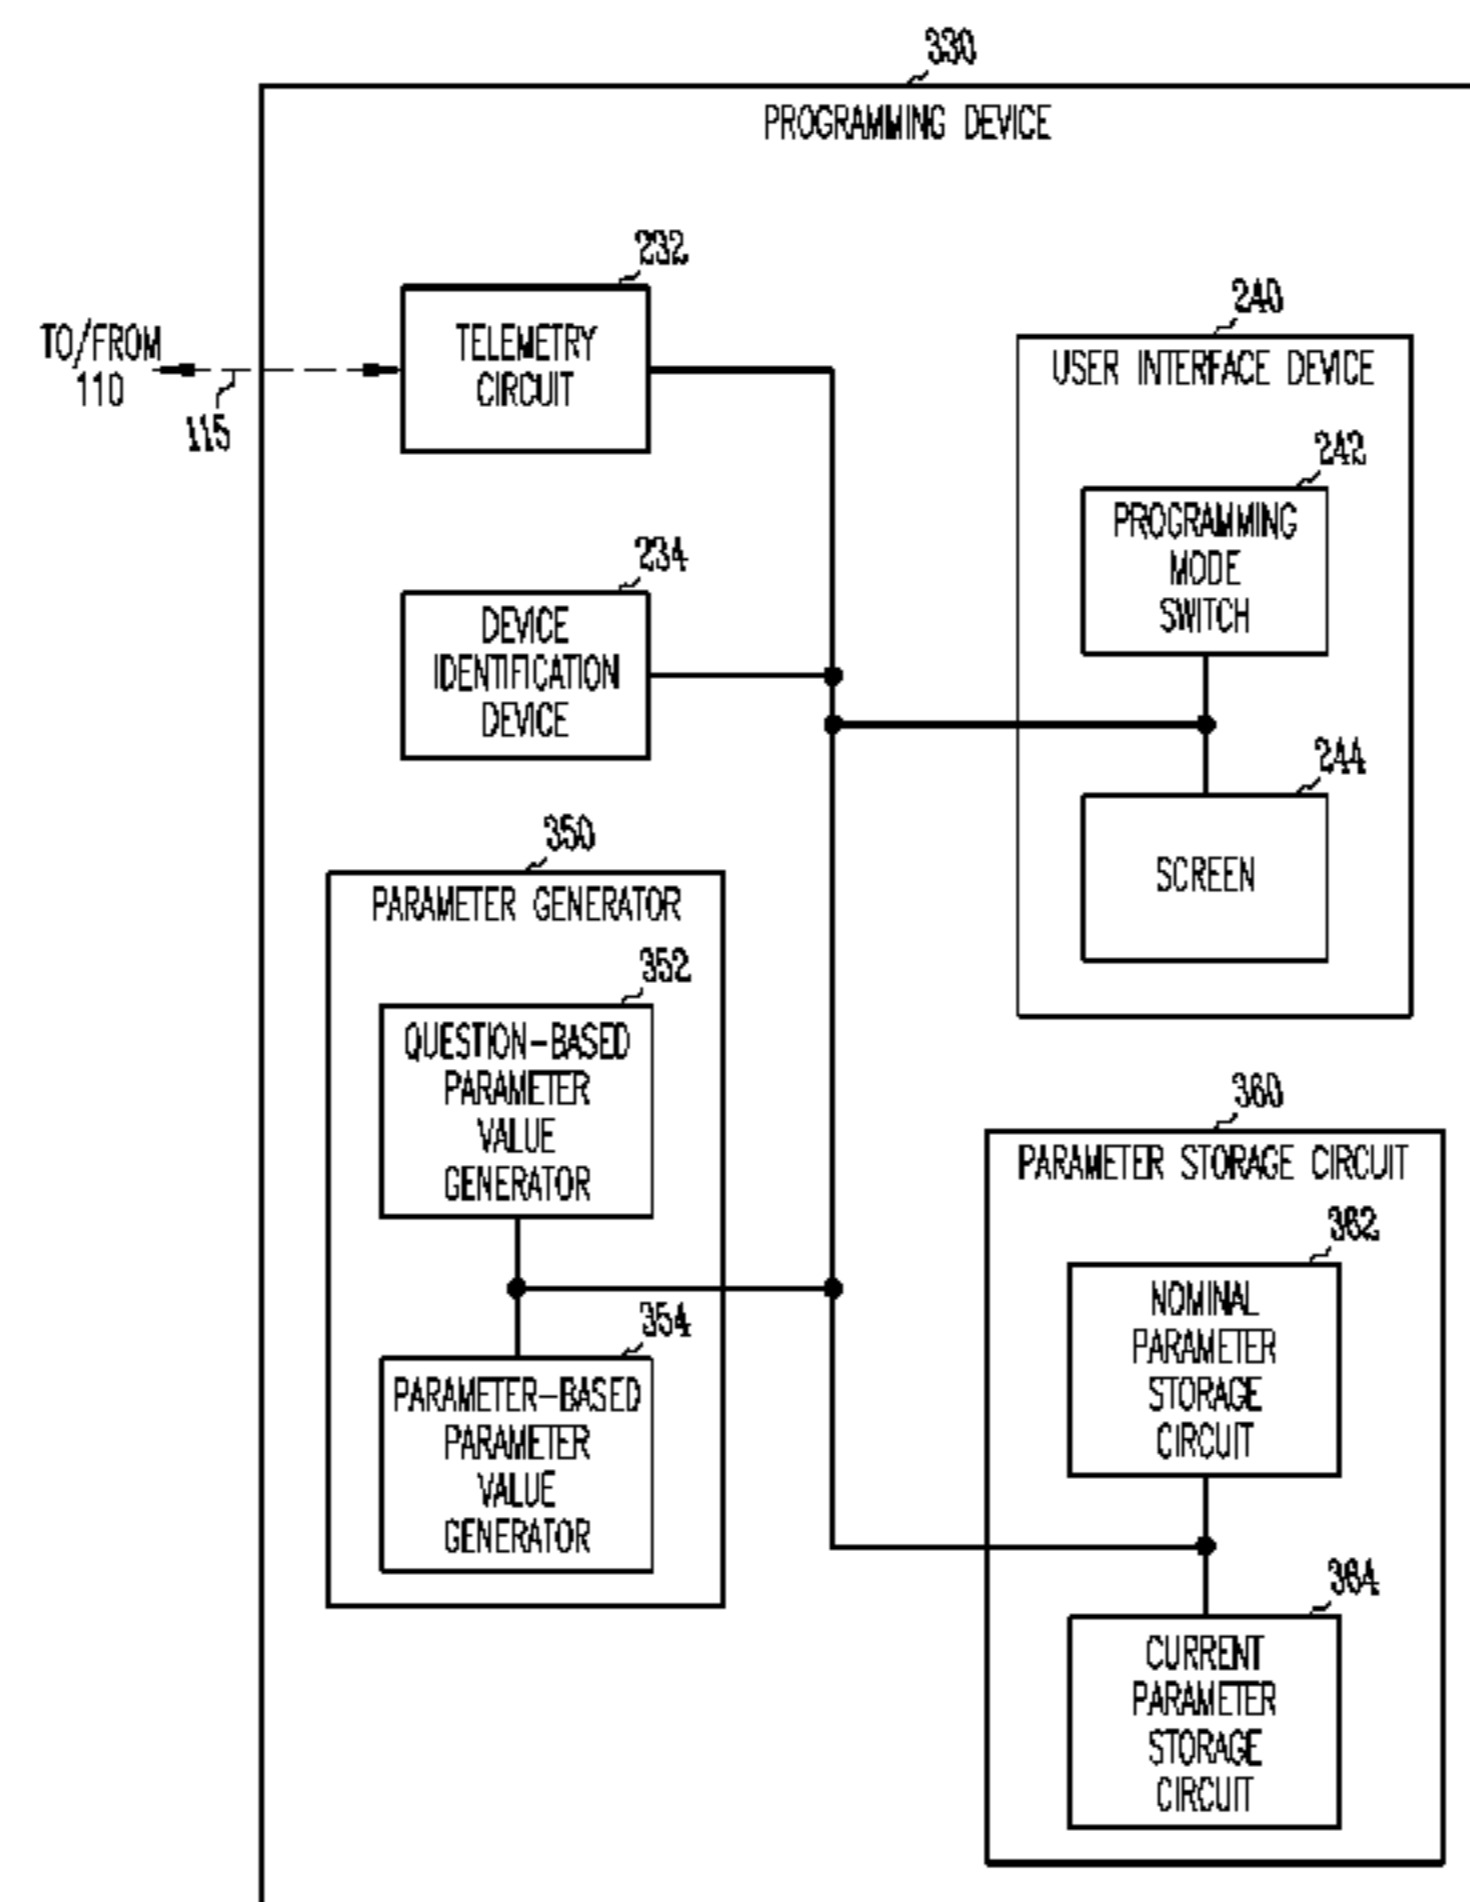 330
PROGRAMMING DEVICE
232
TELEMETRY
CIRCUIT
TO/FROM
110
115
240
USER INTERFACE DEVICE
242
PROGRAMMING
MODE
SWITCH
234
DEVICE
IDENTIFICATION
DEVICE
244
SCREEN
350
PARAMETER GENERATOR
352
QUESTION-BASED
PARAMETER
VALUE
GENERATOR
354
PARAMETER-BASED
PARAMETER
VALUE
GENERATOR
360
PARAMETER STORAGE CIRCUIT
362
NOMINAL
PARAMETER
STORAGE
CIRCUIT
364
CURRENT
PARAMETER
STORAGE
CIRCUIT